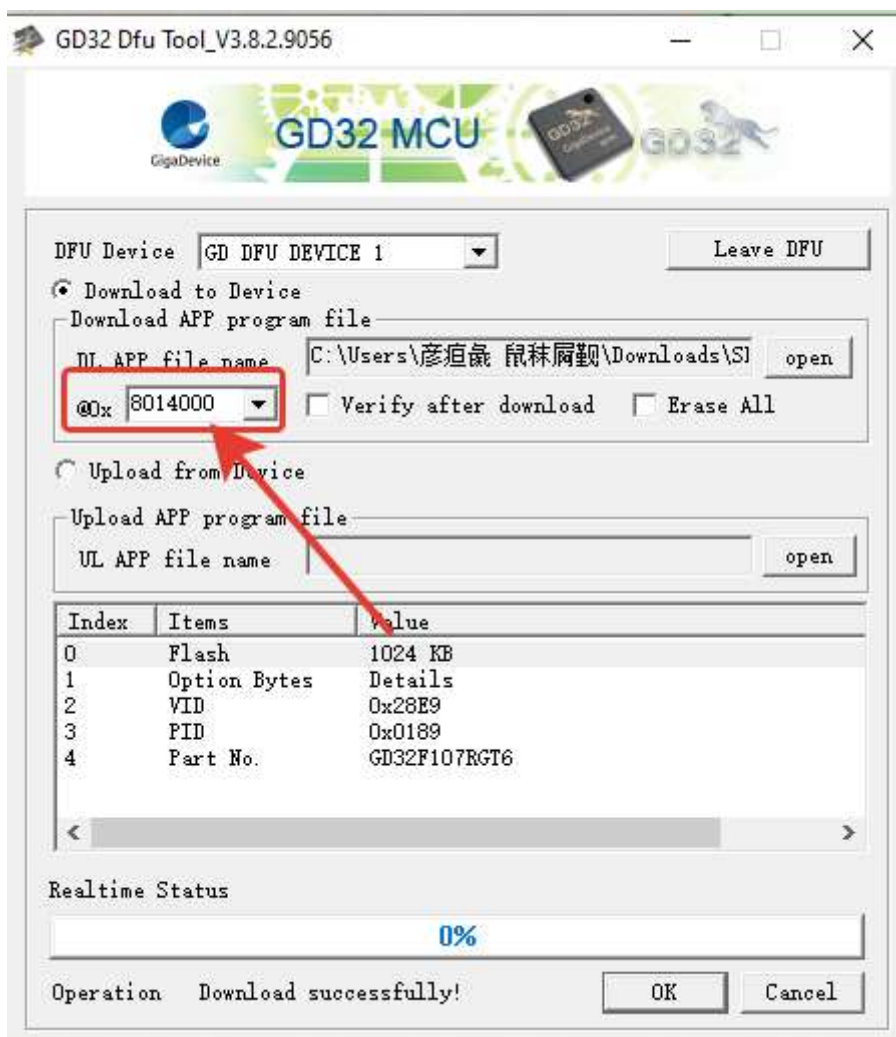 GD32 Dfu Tool_V3.8.2.9056
GigaDevice
GD32 MCU
GD32
GigaDevice
GD32
DFU Device GD DFU DEVICE 1 Leave DFU
Download to Device
Download APP program file
DL APP file name C:\Users\彦疸彘 鼠秣屙觐\Downloads\S open
@0x 8014000 Verify after download Erase All
Upload from Device
Upload APP program file
UL APP file name open
Index Items Value
0 Flash 1024 KB
1 Option Bytes Details
2 VID 0x28E9
3 PID 0x0189
4 Part No. GD32F107RGT6
Realtime Status
0%
Operation Download successfully! OK Cancel